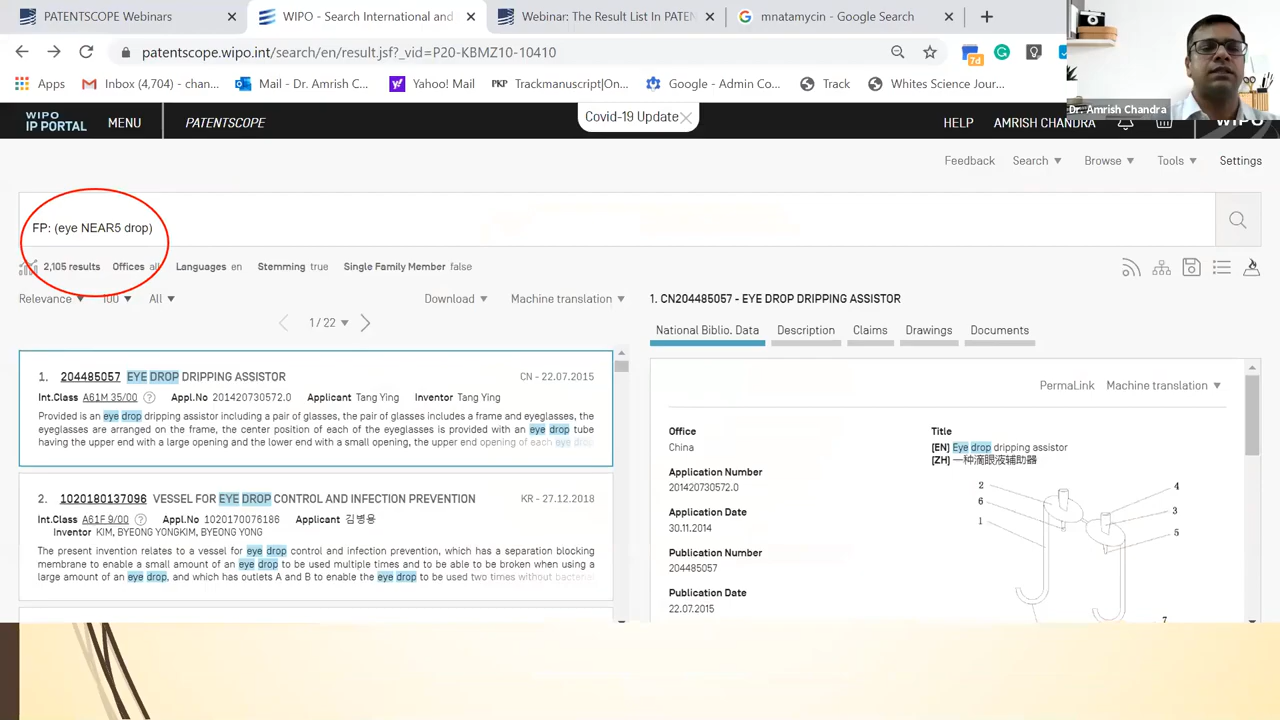 PATENTSCOPE Webinars
WIPO - Search International and
Webinar: The Result List In PATEN
mnatamycin - Google Search
patentscope.wipo.int/search/en/result.jsf?_vid=P20-KBMZ10-10410
7d
Apps
Inbox (4,704) - chan...
Mail - Dr. Amrish C...
Yahoo! Mail
PKP Trackmanuscript|On...
Google - Admin Co...
Track
Whites Science Jour...
Dr. Amrish Chandra
WIPO
IP PORTAL
MENU
PATENTSCOPE
Covid-19 Update
HELP
AMRISH CHANDRA
WIPO
Feedback
Search
Browse
Tools
Settings
FP: (eye NEAR5 drop)
2,105 results Offices all Languages en Stemming true Single Family Member false
Relevance 100 All
Download
Machine translation
1 / 22
1. 204485057 EYE DROP DRIPPING ASSISTOR
CN - 22.07.2015
Int.Class A61M 35/00 Appl.No 201420730572.0 Applicant Tang Ying Inventor Tang Ying
Provided is an eye drop dripping assistor including a pair of glasses, the pair of glasses includes a frame and eyeglasses, the
eyeglasses are arranged on the frame, the center position of each of the eyeglasses is provided with an eye drop tube
having the upper end with a large opening and the lower end with a small opening, the upper end opening of each eye drop
2. 1020180137096 VESSEL FOR EYE DROP CONTROL AND INFECTION PREVENTION
KR - 27.12.2018
Int.Class A61F 9/00 Appl.No 1020170076186 Applicant 김병용
Inventor KIM, BYEONG YONGKIM, BYEONG YONG
The present invention relates to a vessel for eye drop control and infection prevention, which has a separation blocking
membrane to enable a small amount of an eye drop to be used multiple times and to be able to be broken when using a
large amount of an eye drop, and which has outlets A and B to enable the eye drop to be used two times without bacteria
1. CN204485057 - EYE DROP DRIPPING ASSISTOR
National Biblio. Data Description Claims Drawings Documents
PermaLink Machine translation
Office
China
Application Number
201420730572.0
Application Date
30.11.2014
Publication Number
204485057
Publication Date
22.07.2015
Title
[EN] Eye drop dripping assistor
[ZH] 一种滴眼液辅助器
2
6
1
4
3
5
7